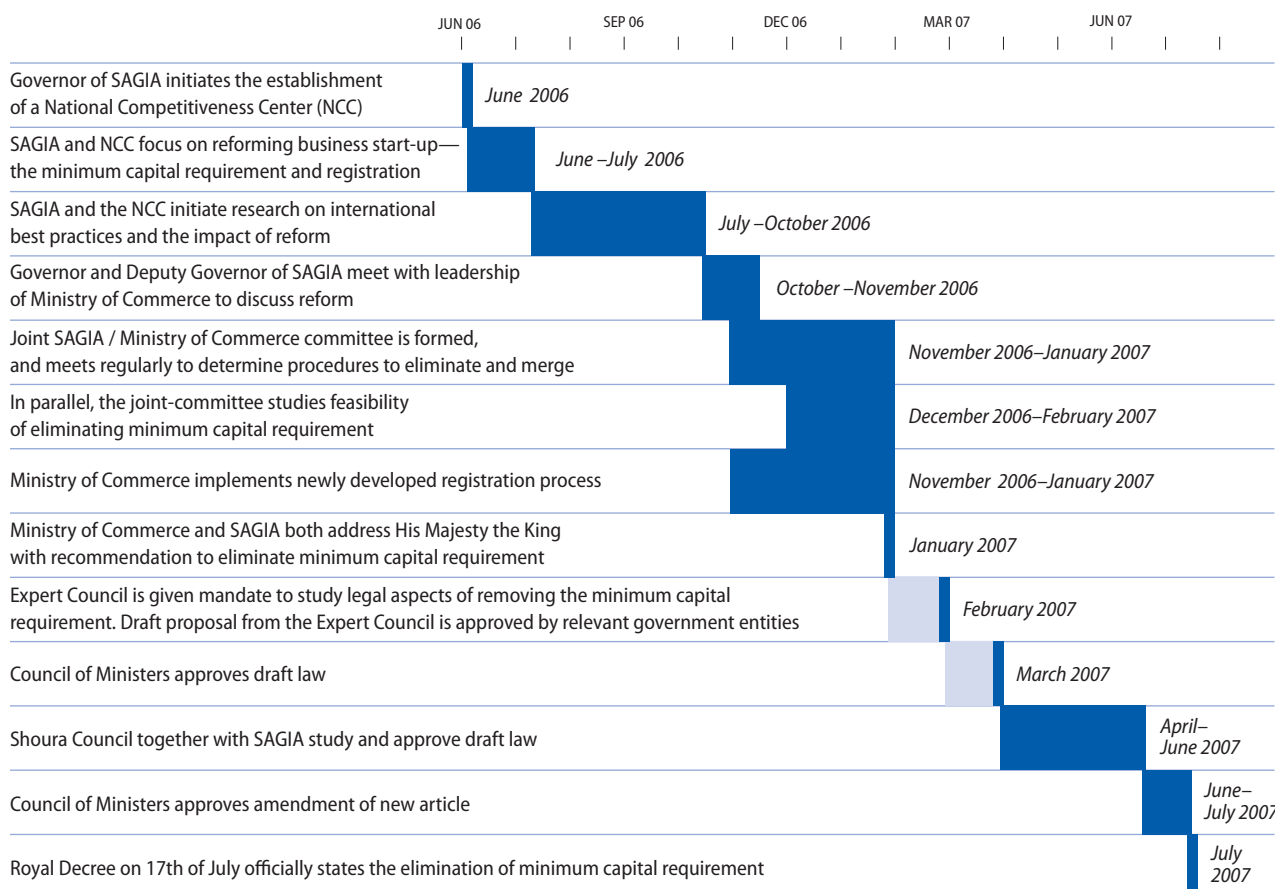 JUN 06 SEP 06 DEC 06 MAR 07 JUN 07
Governor of SAGIA initiates the establishment
of a National Competitiveness Center (NCC)
June 2006
SAGIA and NCC focus on reforming business start-up—
the minimum capital requirement and registration
June –July 2006
SAGIA and the NCC initiate research on international
best practices and the impact of reform
July –October 2006
Governor and Deputy Governor of SAGIA meet with leadership
of Ministry of Commerce to discuss reform
October –November 2006
Joint SAGIA / Ministry of Commerce committee is formed,
and meets regularly to determine procedures to eliminate and merge
November 2006–January 2007
In parallel, the joint-committee studies feasibility
of eliminating minimum capital requirement
December 2006–February 2007
Ministry of Commerce implements newly developed registration process
November 2006–January 2007
Ministry of Commerce and SAGIA both address His Majesty the King
with recommendation to eliminate minimum capital requirement
January 2007
Expert Council is given mandate to study legal aspects of removing the minimum capital
requirement. Draft proposal from the Expert Council is approved by relevant government entities
February 2007
Council of Ministers approves draft law
March 2007
Shoura Council together with SAGIA study and approve draft law
April–
June 2007
Council of Ministers approves amendment of new article
June–
July 2007
Royal Decree on 17th of July officially states the elimination of minimum capital requirement
July
2007